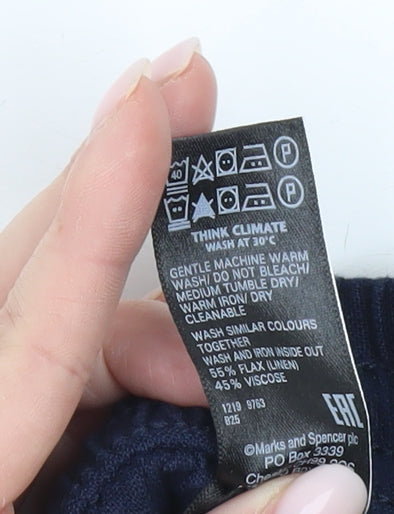 40 P
P
THINK CLIMATE
WASH AT 30°C
GENTLE MACHINE WARM
WASH/ DO NOT BLEACH/
MEDIUM TUMBLE DRY/
WARM IRON/ DRY
CLEANABLE
WASH SIMILAR COLOURS
TOGETHER
WASH AND IRON INSIDE OUT
55% FLAX (LINEN)
45% VISCOSE
1219 9763
825
EAC
©Marks and Spencer plc
PO Box 3339